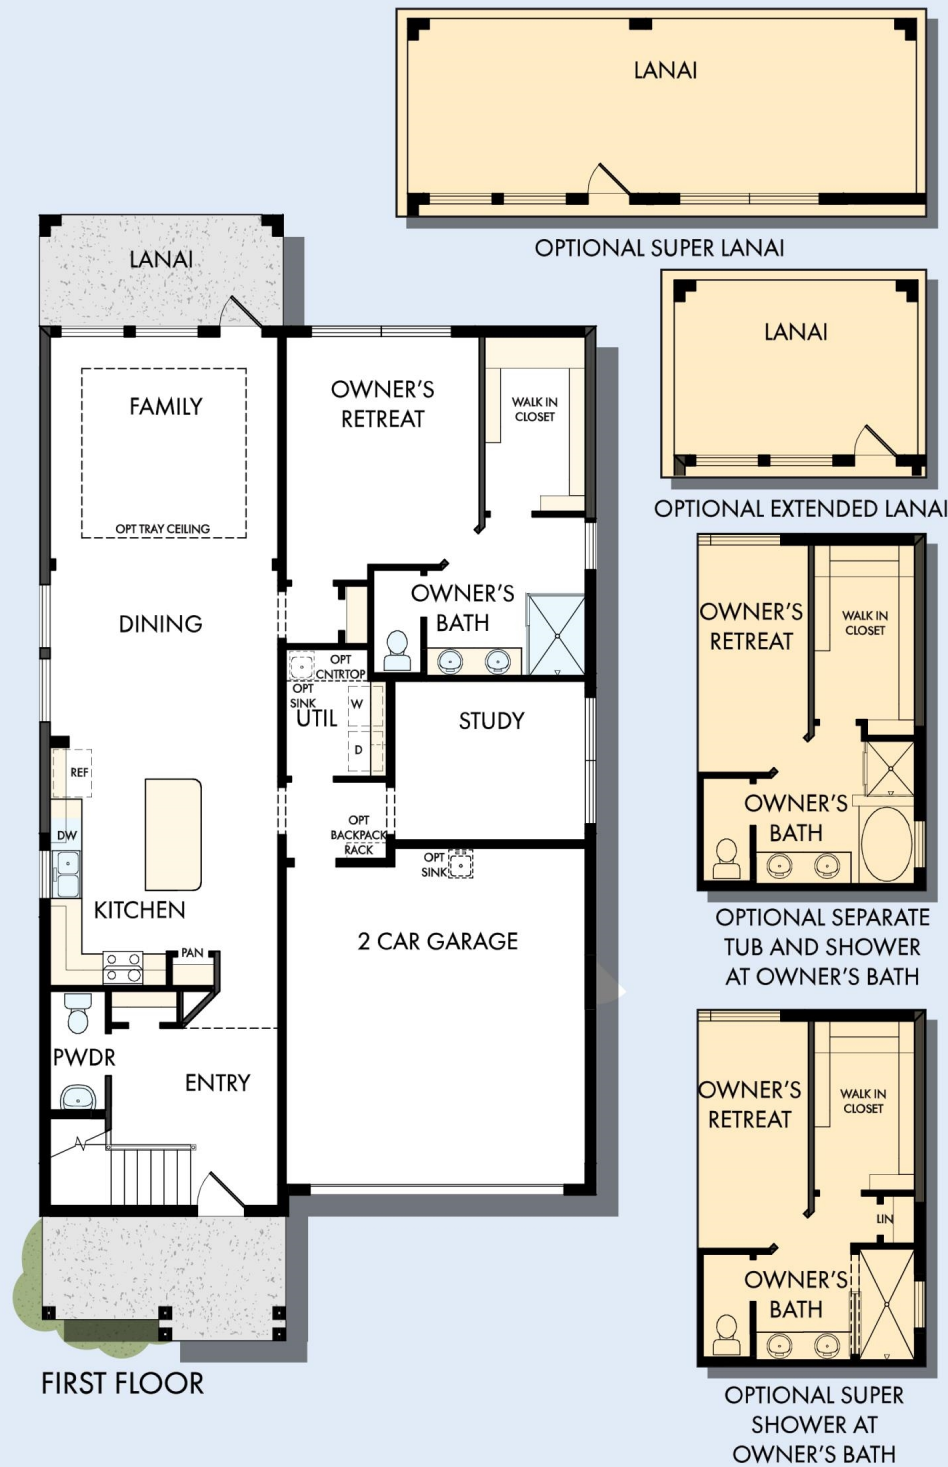 LANAI
OPTIONAL SUPER LANAI
LANAI
LANAI
OPTIONAL EXTENDED LANAI
FAMILY
OPT TRAY CEILING
OWNER'S
RETREAT
WALK IN
CLOSET
DINING
OWNER'S
BATH
OPT
CNTRTOP
OPT
SINK
UTIL
W
D
STUDY
REF
DW
OPT
BACKPACK
RACK
OPT
SINK
KITCHEN
PAN
2 CAR GARAGE
PWDR
ENTRY
FIRST FLOOR
OWNER'S
RETREAT
WALK IN
CLOSET
OWNER'S
BATH
OPTIONAL SEPARATE
TUB AND SHOWER
AT OWNER'S BATH
OWNER'S
RETREAT
WALK IN
CLOSET
LIN
OWNER'S
BATH
OPTIONAL SUPER
SHOWER AT
OWNER'S BATH